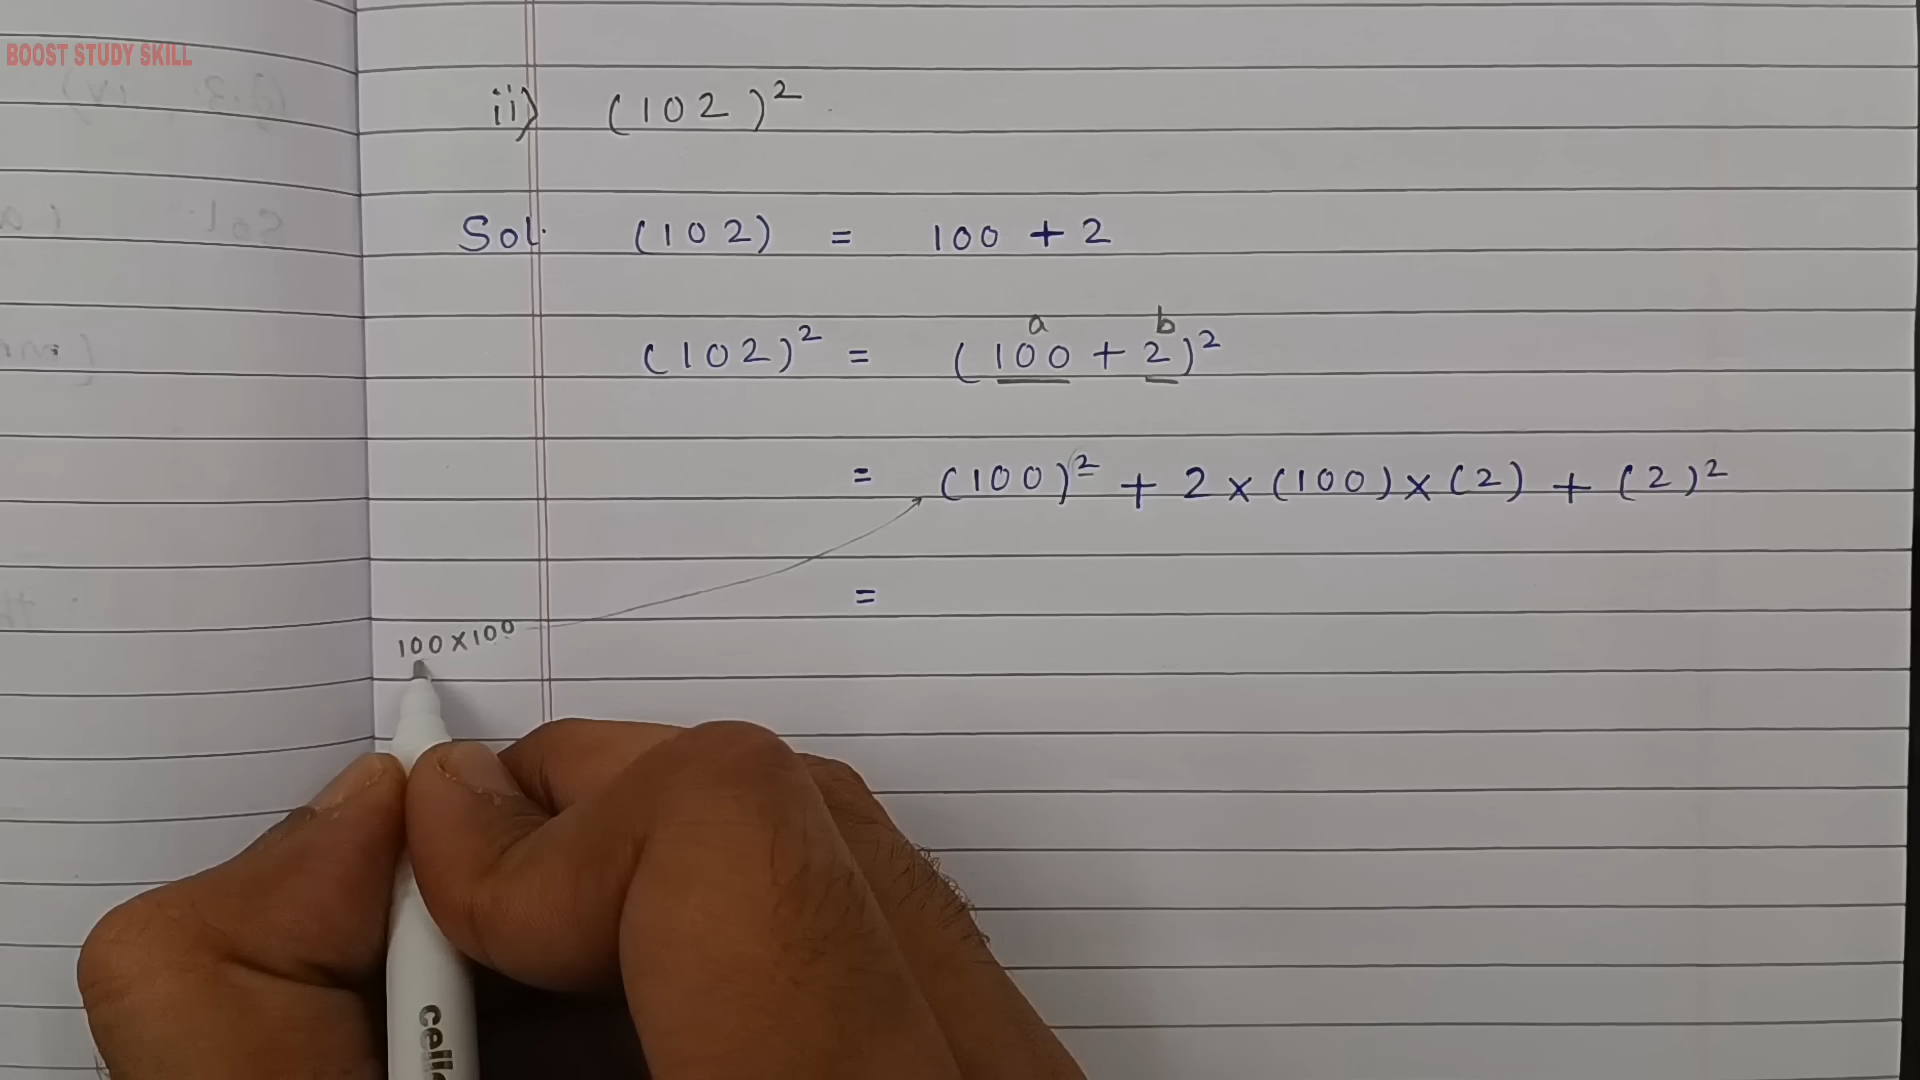 BOOST STUDY SKILL
ii) (102)²
Sol. (102) = 100 + 2
a b
(102)² = (100 + 2)²
= (100)² + 2 × (100) × (2) + (2)²
=
100×100
cello